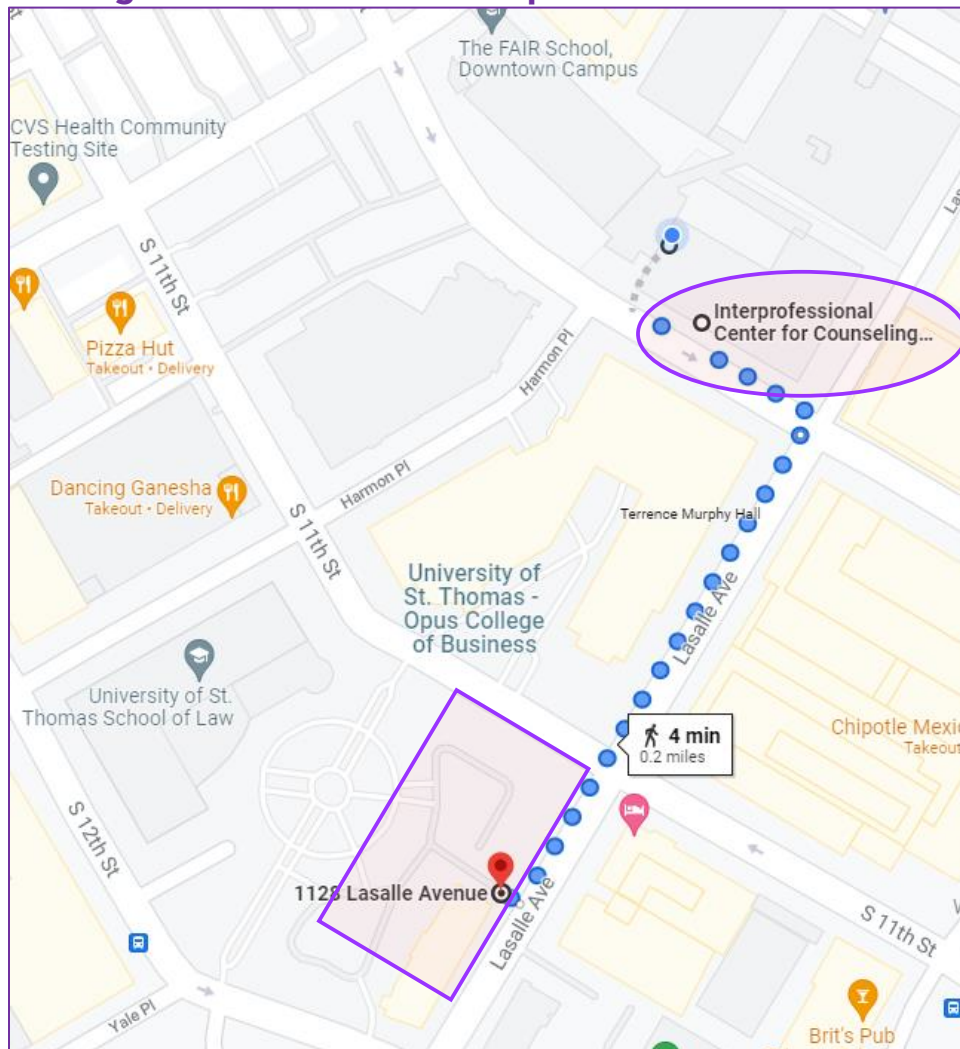 The FAIR School,
Downtown Campus
CVS Health Community
Testing Site
S 11th St
Interprofessional
Center for Counseling...
Pizza Hut
Takeout • Delivery
Harmon Pl
Dancing Ganesha
Takeout • Delivery
Harmon Pl
S 11th St
Terrence Murphy Hall
University of
St. Thomas -
Opus College
of Business
Lasalle Ave
University of St.
Thomas School of Law
4 min
0.2 miles
Chipotle Mexic
Takeout
S 12th St
1128 Lasalle Avenue
Lasalle Ave
S 11th St
Yale Pl
Brit's Pub